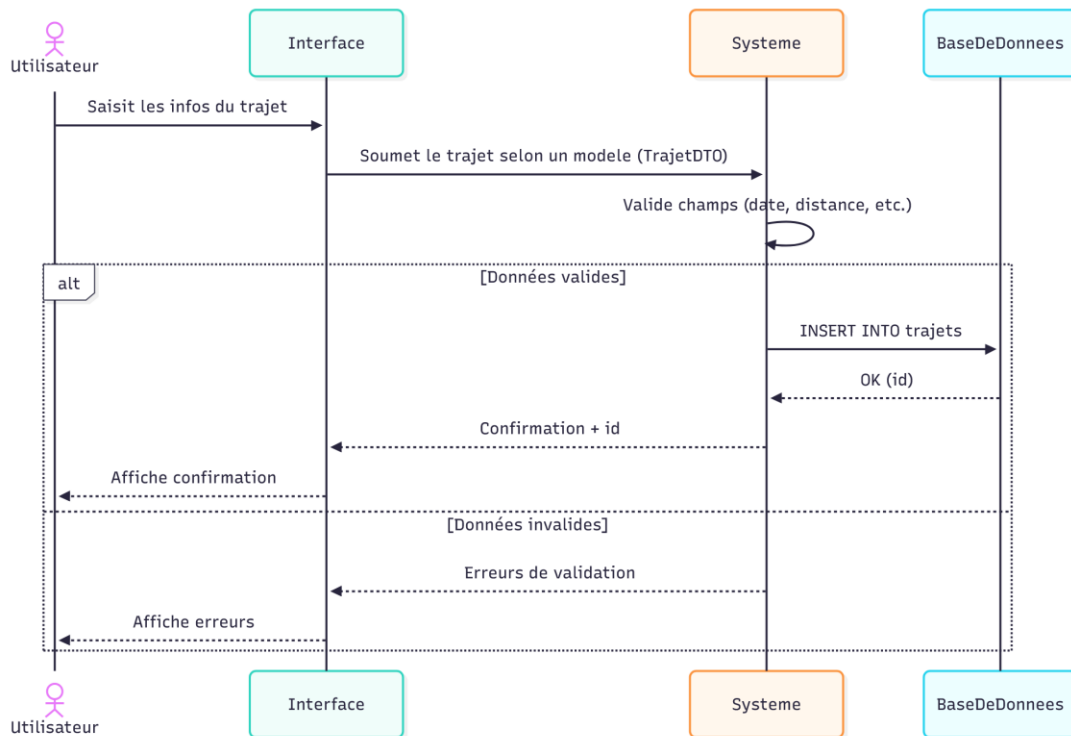 Utilisateur
Interface
Systeme
BaseDeDonnees
Saisit les infos du trajet
Soumet le trajet selon un modele (TrajetDTO)
Valide champs (date, distance, etc.)
alt
[Données valides]
INSERT INTO trajets
OK (id)
Confirmation + id
Affiche confirmation
[Données invalides]
Erreurs de validation
Affiche erreurs
Utilisateur
Interface
Systeme
BaseDeDonnees